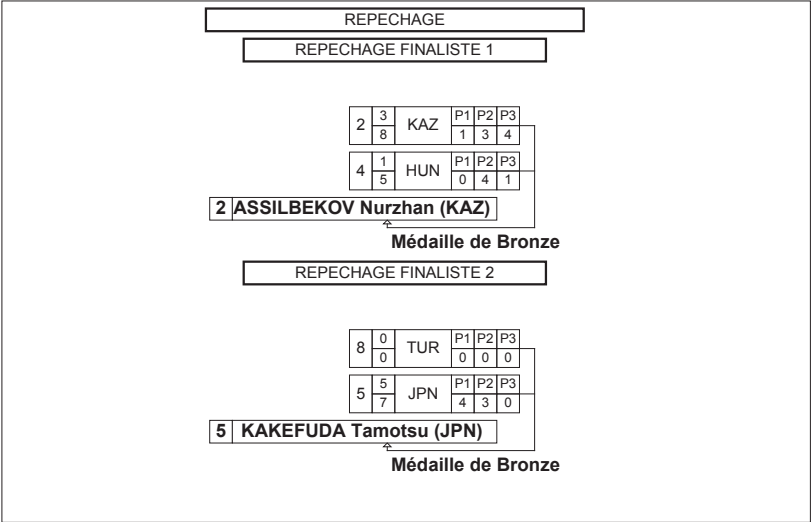 REPECHAGE
REPECHAGE FINALISTE 1
2 3 KAZ P1 P2 P3
8 1 3 4
4 1 HUN P1 P2 P3
5 0 4 1
2 ASSILBEKOV Nurzhan (KAZ)
Médaille de Bronze
REPECHAGE FINALISTE 2
8 0 TUR P1 P2 P3
0 0 0 0
5 5 JPN P1 P2 P3
7 4 3 0
5 KAKEFUDA Tamotsu (JPN)
Médaille de Bronze